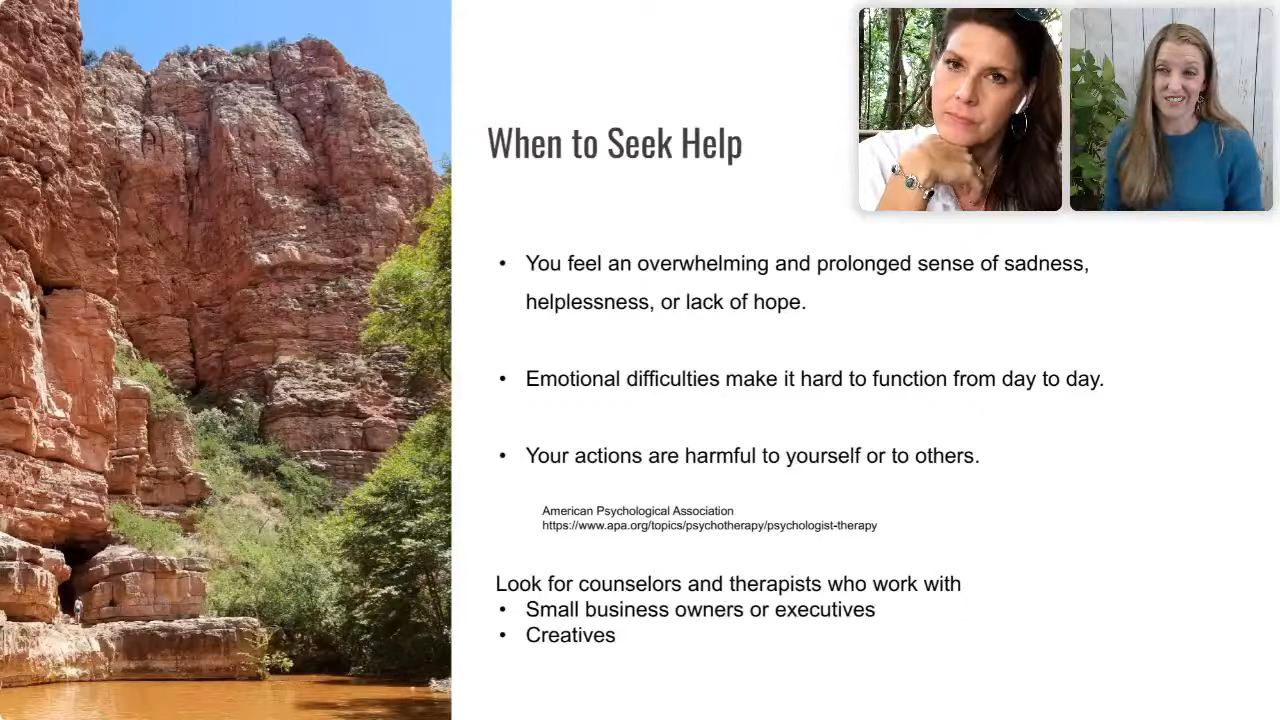 When to Seek Help
• You feel an overwhelming and prolonged sense of sadness,
helplessness, or lack of hope.
• Emotional difficulties make it hard to function from day to day.
• Your actions are harmful to yourself or to others.
American Psychological Association
https://www.apa.org/topics/psychotherapy/psychologist-therapy
Look for counselors and therapists who work with
• Small business owners or executives
• Creatives